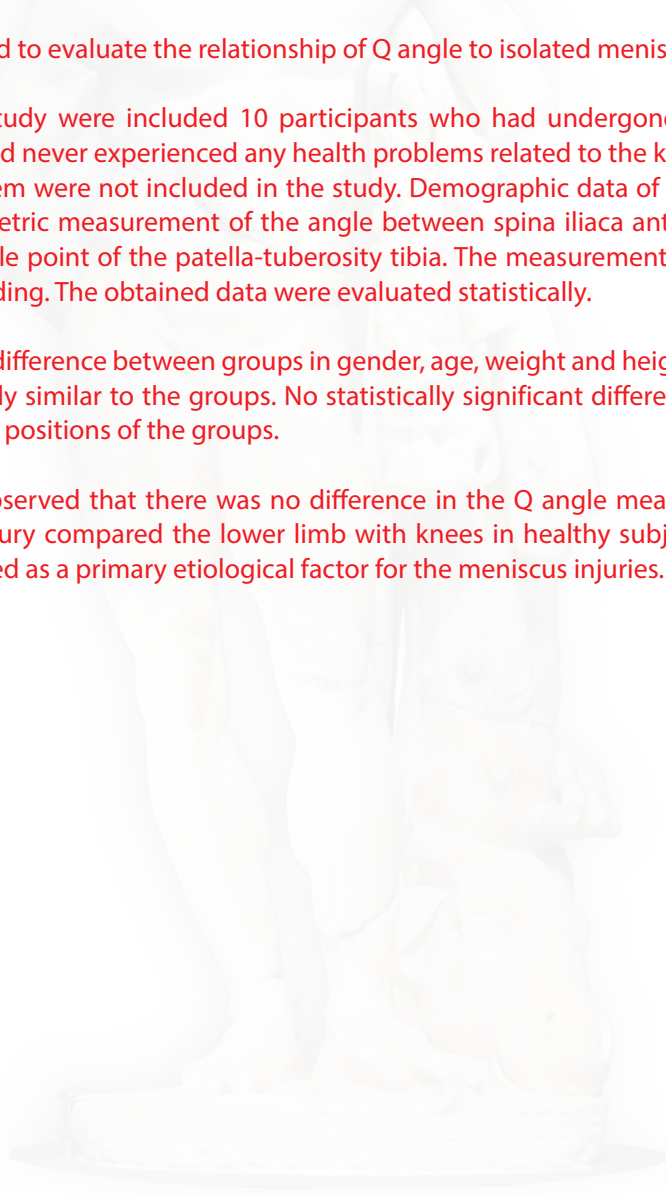 d to evaluate the relationship of Q angle to isolated menis
tudy were included 10 participants who had undergone
d never experienced any health problems related to the k
em were not included in the study. Demographic data of
etric measurement of the angle between spina iliaca ant
le point of the patella-tuberosity tibia. The measurement
ding. The obtained data were evaluated statistically.
difference between groups in gender, age, weight and heig
ly similar to the groups. No statistically significant differe
positions of the groups.
bserved that there was no difference in the Q angle mea
ury compared the lower limb with knees in healthy subj
ed as a primary etiological factor for the meniscus injuries.